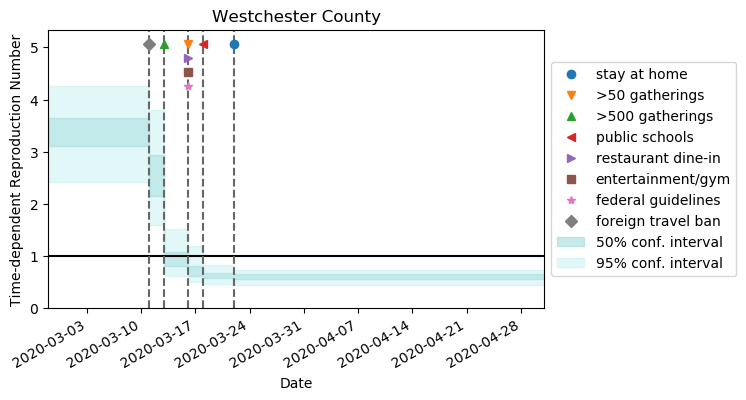 Westchester County
Time-dependent Reproduction Number
5
4
3
2
1
0
2020-03-03
2020-03-10
2020-03-17
2020-03-24
2020-03-31
2020-04-07
2020-04-14
2020-04-21
2020-04-28
Date
stay at home
>50 gatherings
>500 gatherings
public schools
restaurant dine-in
entertainment/gym
federal guidelines
foreign travel ban
50% conf. interval
95% conf. interval